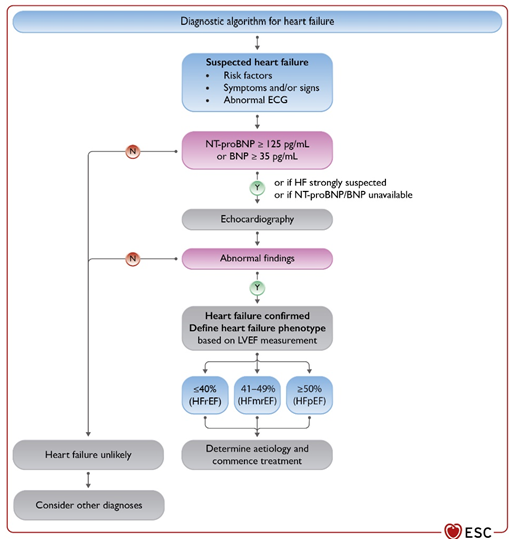 Diagnostic algorithm for heart failure
Suspected heart failure
• Risk factors
• Symptoms and/or signs
• Abnormal ECG
NT-proBNP ≥ 125 pg/mL
or BNP ≥ 35 pg/mL
N
Y
or if HF strongly suspected
or if NT-proBNP/BNP unavailable
Echocardiography
Abnormal findings
N
Y
Heart failure confirmed
Define heart failure phenotype
based on LVEF measurement
≤40%
(HFrEF)
41–49%
(HFmrEF)
≥50%
(HFpEF)
Heart failure unlikely
Determine aetiology and
commence treatment
Consider other diagnoses
ESC